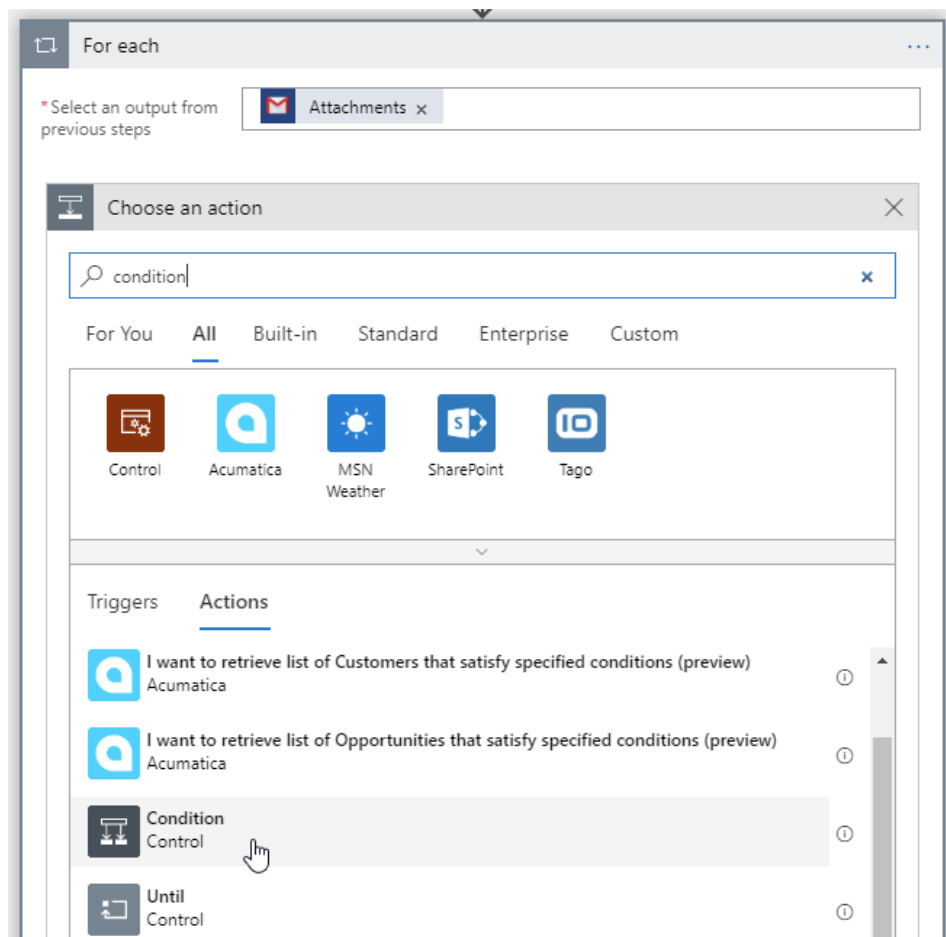 For each
...
*Select an output from
previous steps
Attachments ×
Choose an action
condition
For You All Built-in Standard Enterprise Custom
Control Acumatica MSN Weather SharePoint Tago
Triggers Actions
I want to retrieve list of Customers that satisfy specified conditions (preview)
Acumatica
I want to retrieve list of Opportunities that satisfy specified conditions (preview)
Acumatica
Condition
Control
Until
Control